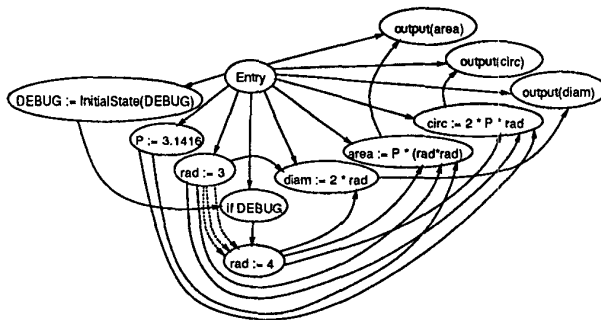 output(area)
output(circ)
Entry
output(diam)
DEBUG := InitialState(DEBUG)
circ := 2 * P * rad
P := 3.1416
area := P * (rad*rad)
rad := 3
diam := 2 * rad
if DEBUG
rad := 4